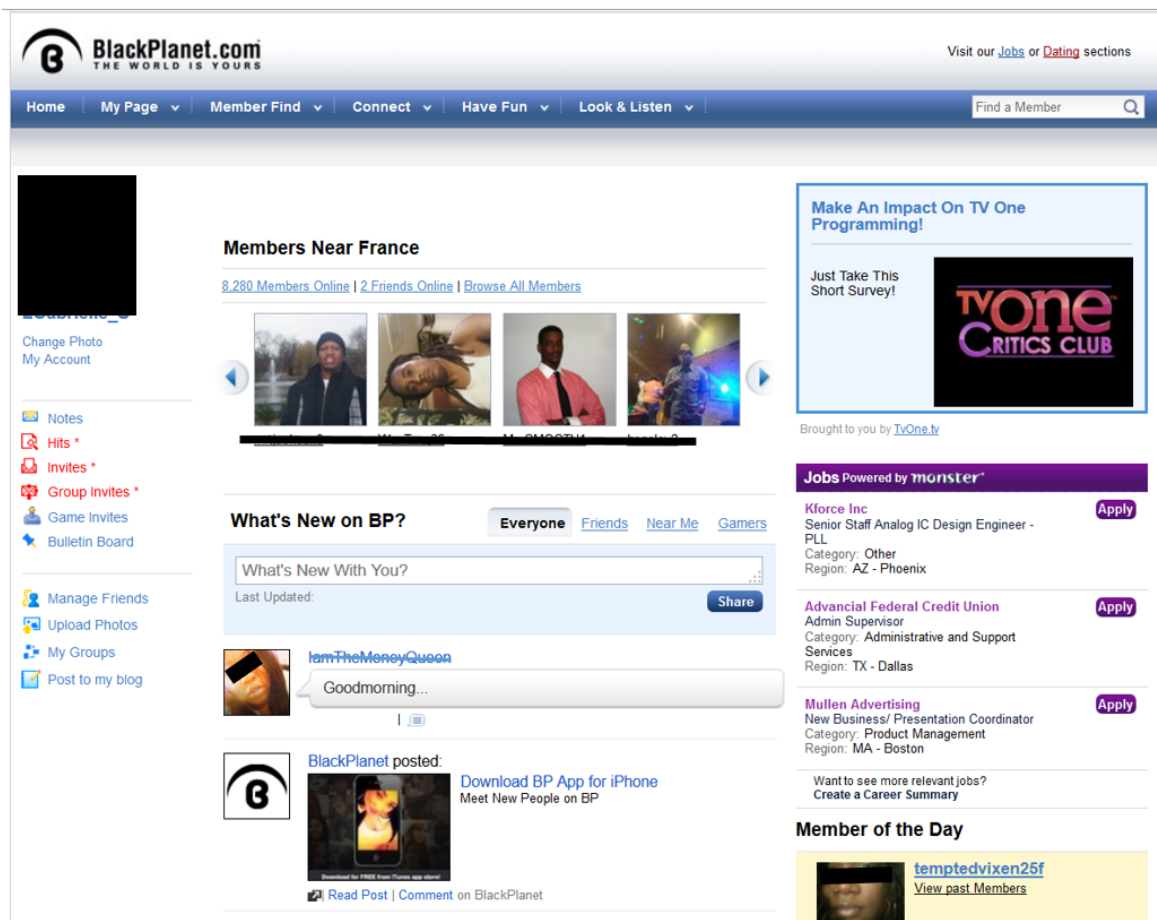 BlackPlanet.com
THE WORLD IS YOURS
Visit our Jobs or Dating sections
Home My Page Member Find Connect Have Fun Look & Listen
Find a Member
Change Photo
My Account
Notes
Hits *
Invites *
Group Invites *
Game Invites
Bulletin Board
Manage Friends
Upload Photos
My Groups
Post to my blog
Members Near France
8,280 Members Online | 2 Friends Online | Browse All Members
What's New on BP?
Everyone Friends Near Me Gamers
What's New With You?
Last Updated:
Share
IamTheMoneyQueen
Goodmorning...
BlackPlanet posted:
Download BP App for iPhone
Meet New People on BP
Download for FREE from iTunes app store!
Read Post | Comment on BlackPlanet
Make An Impact On TV One
Programming!
Just Take This
Short Survey!
TVONE
CRITICS CLUB
Brought to you by TvOne.tv
Jobs Powered by monster
Kforce Inc
Apply
Senior Staff Analog IC Design Engineer -
PLL
Category: Other
Region: AZ - Phoenix
Advancial Federal Credit Union
Apply
Admin Supervisor
Category: Administrative and Support
Services
Region: TX - Dallas
Mullen Advertising
Apply
New Business/ Presentation Coordinator
Category: Product Management
Region: MA - Boston
Want to see more relevant jobs?
Create a Career Summary
Member of the Day
temptedvixen25f
View past Members